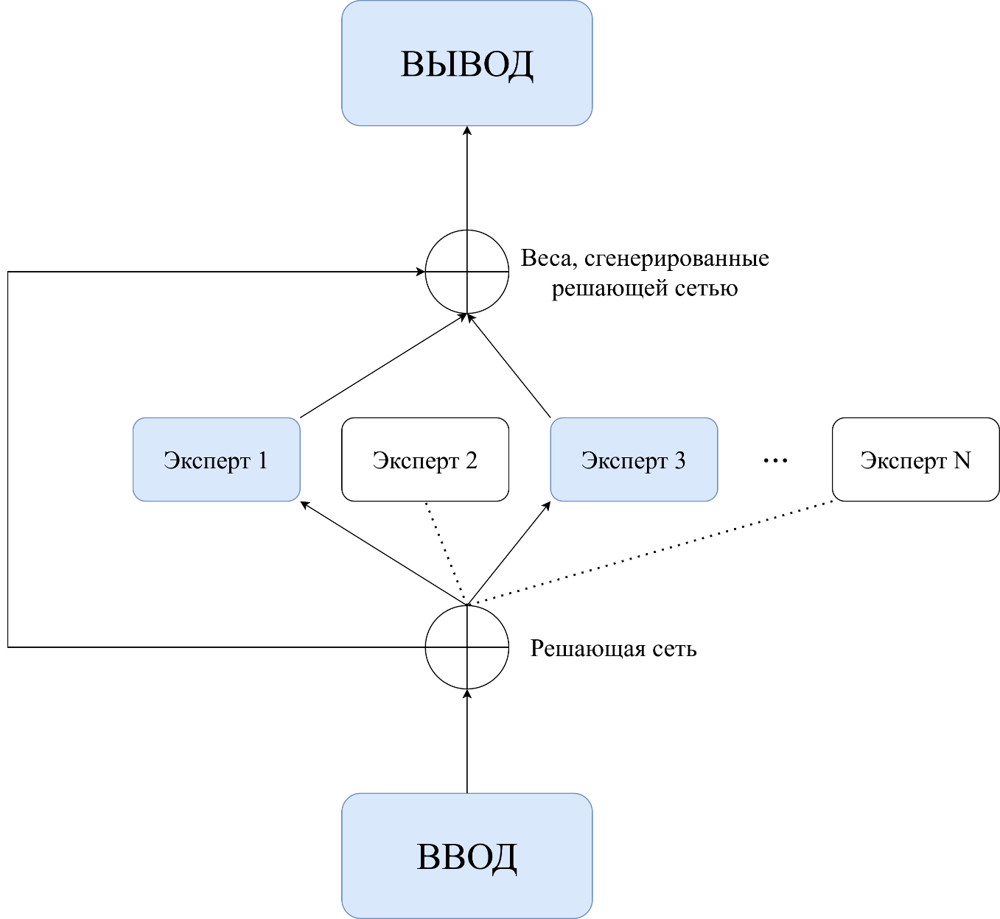 ВЫВОД
Веса, сгенерированные
решающей сетью
Эксперт 1
Эксперт 2
Эксперт 3
...
Эксперт N
Решающая сеть
ВВОД